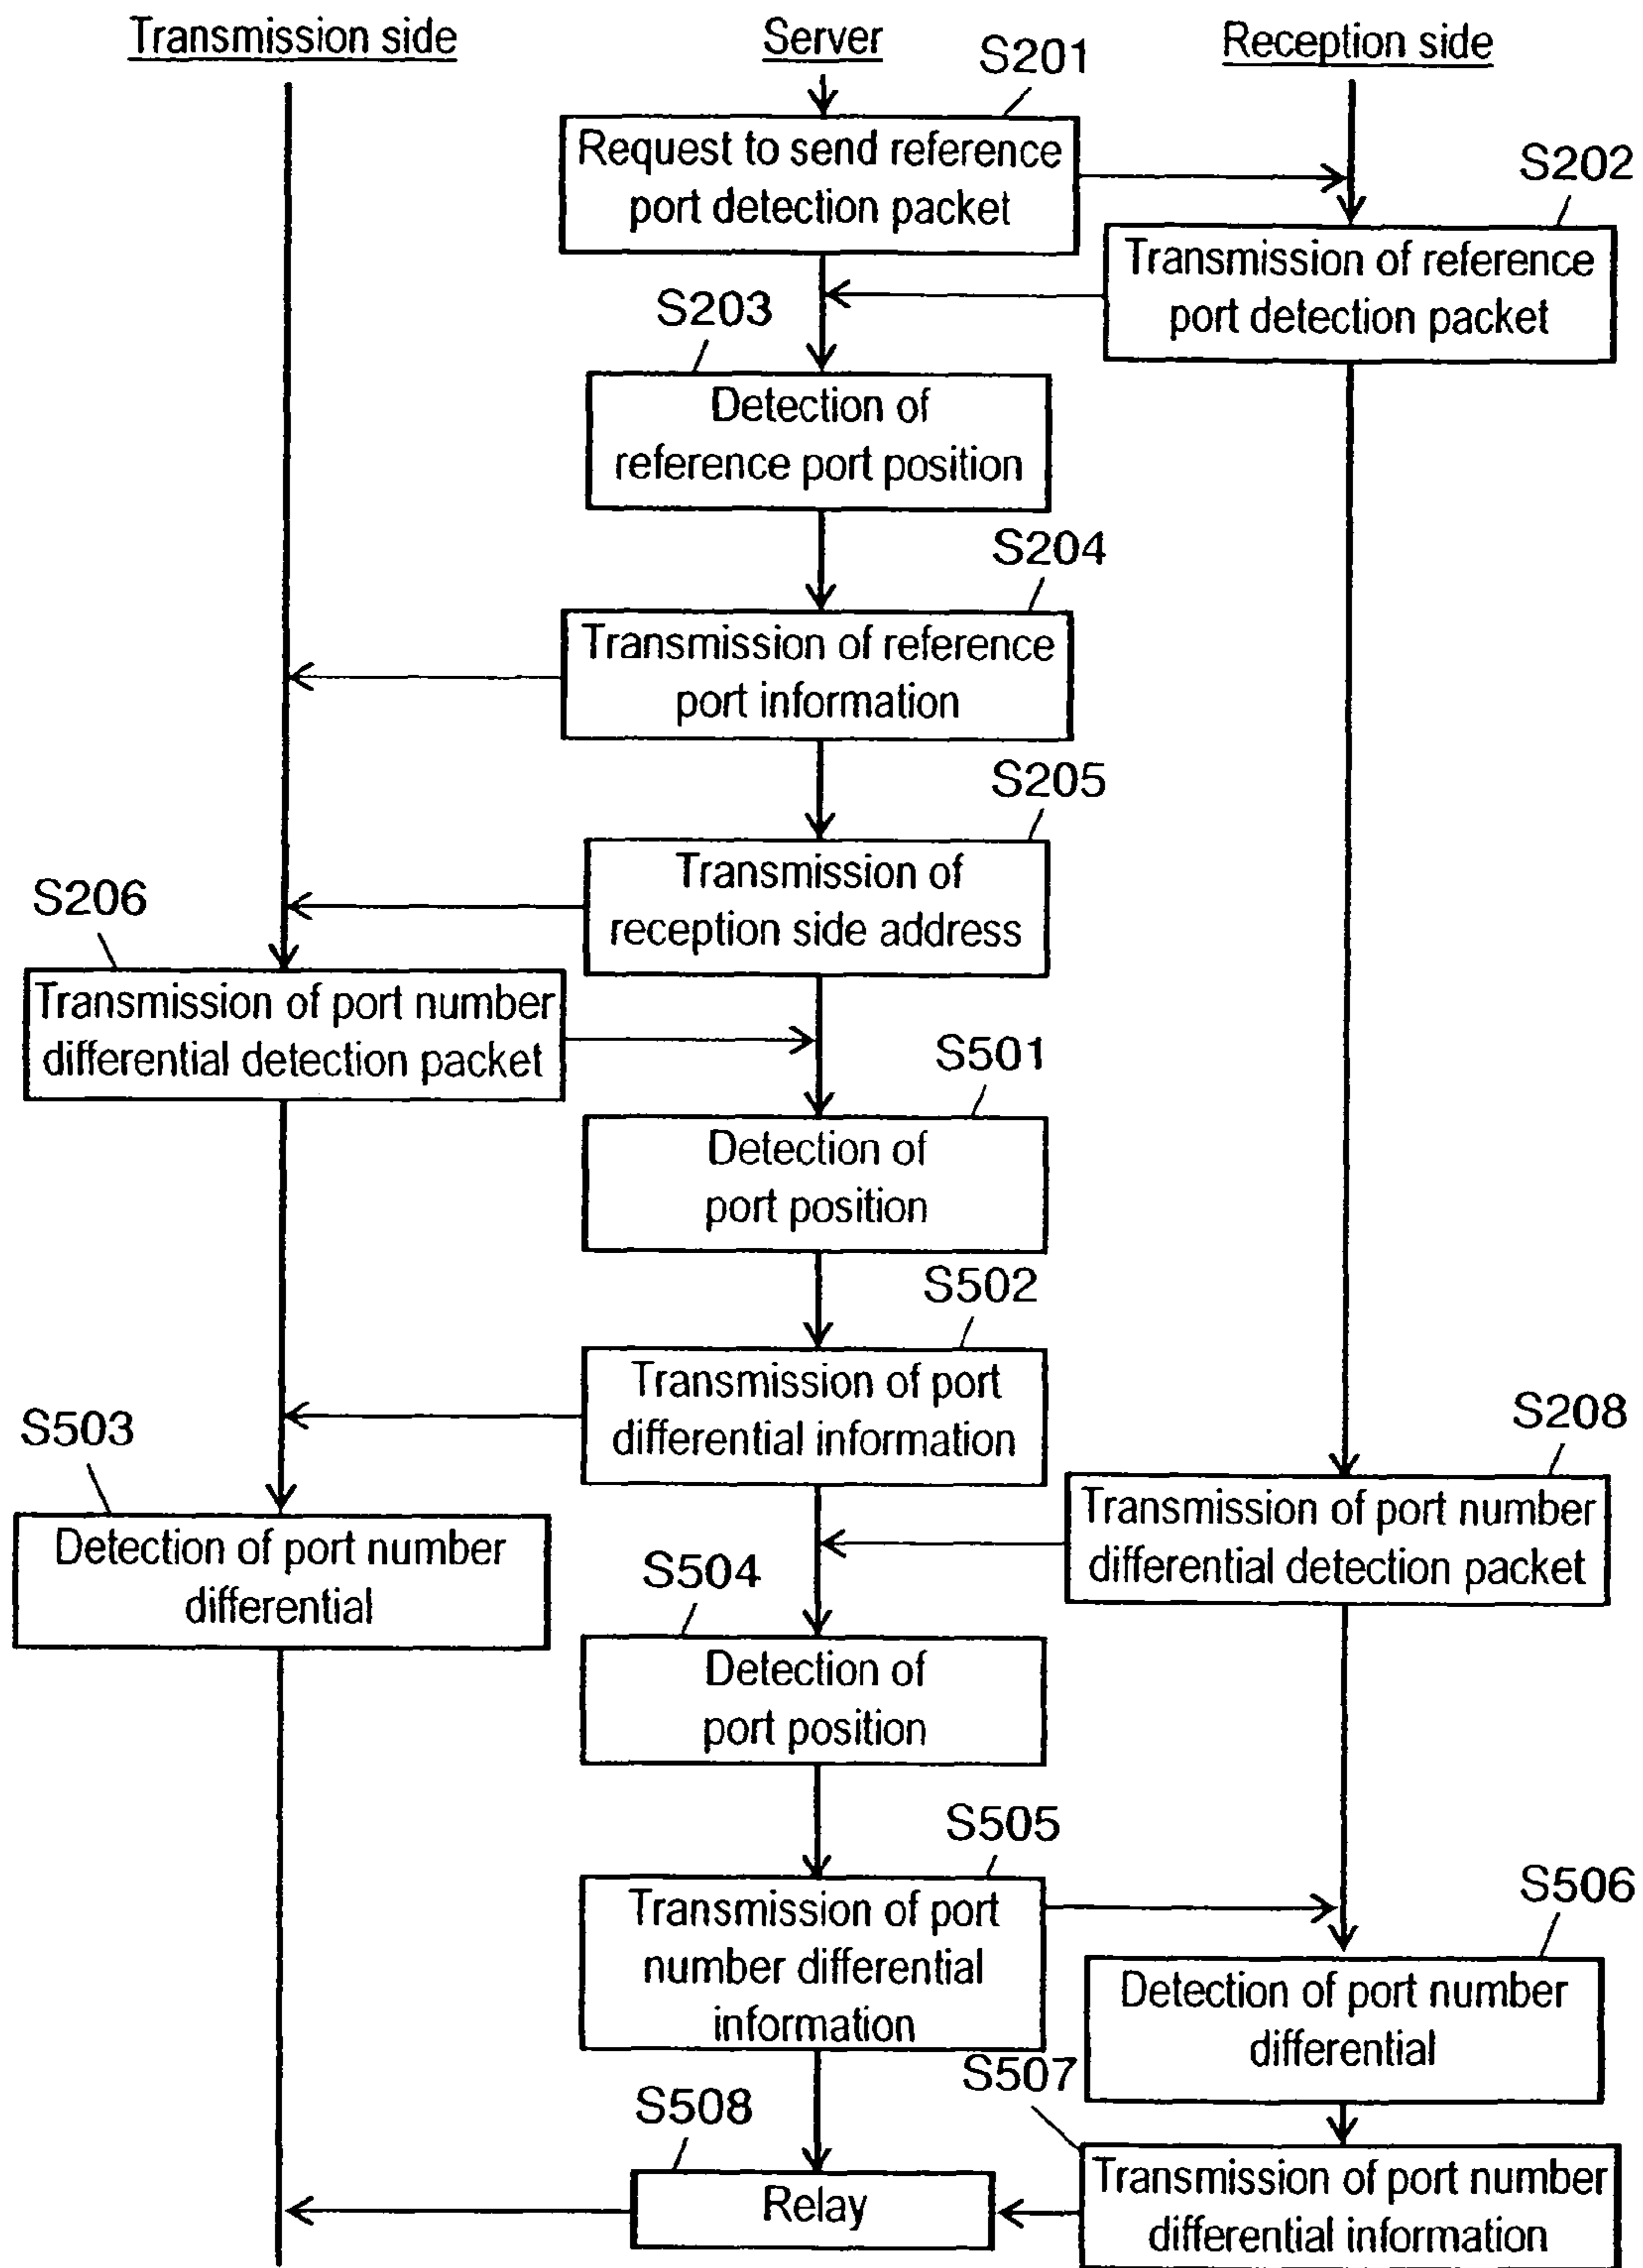 Transmission side
Server
Reception side
S201
Request to send reference
port detection packet
S202
Transmission of reference
port detection packet
S203
Detection of
reference port position
S204
Transmission of reference
port information
S205
Transmission of
reception side address
S206
Transmission of port number
differential detection packet
S501
Detection of
port position
S502
Transmission of port
differential information
S503
Detection of port number
differential
S208
Transmission of port number
differential detection packet
S504
Detection of
port position
S505
Transmission of port
number differential
information
S506
Detection of port number
differential
S507
Transmission of port number
differential information
S508
Relay